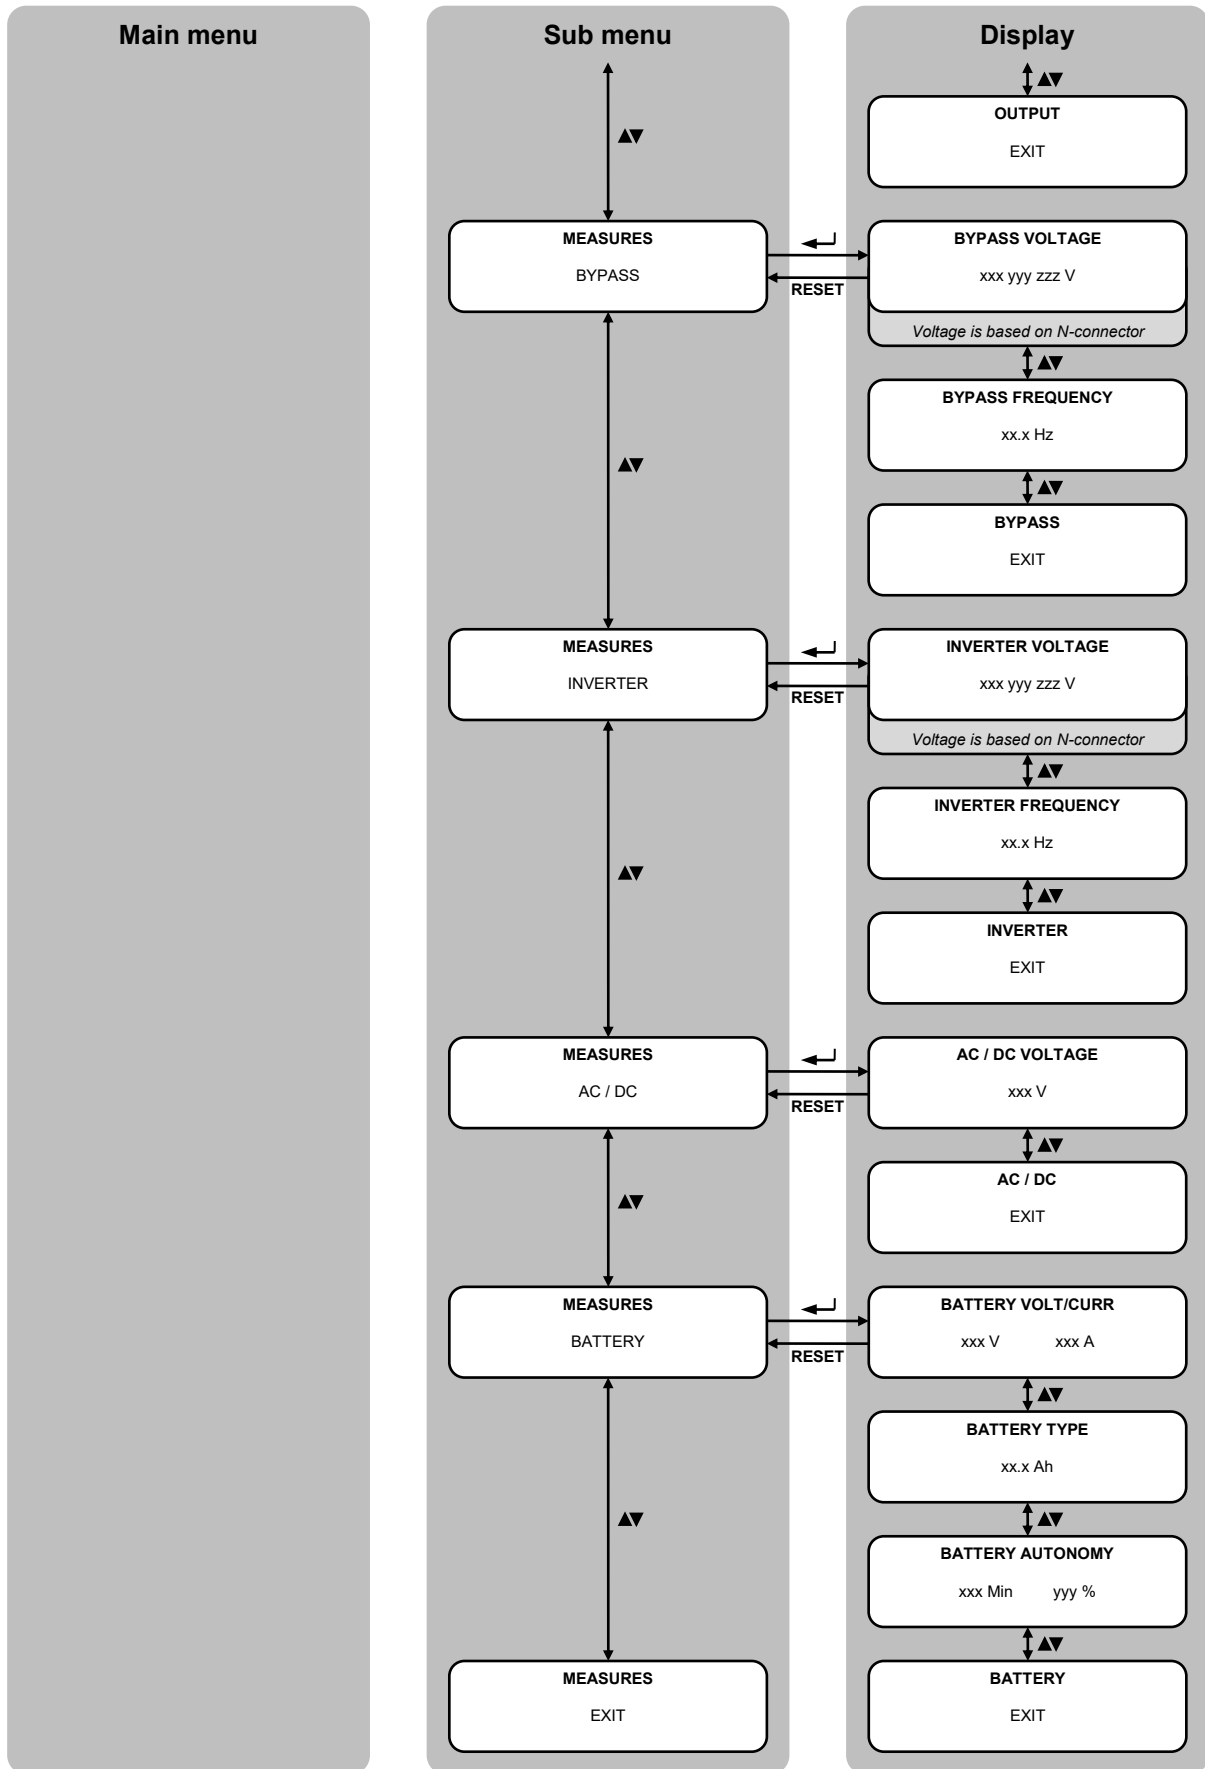 Main menu
Sub menu
Display
▲▼
▲▼
OUTPUT
EXIT
MEASURES
BYPASS
RESET
BYPASS VOLTAGE
xxx yyy zzz V
Voltage is based on N-connector
▲▼
▲▼
BYPASS FREQUENCY
xx.x Hz
▲▼
BYPASS
EXIT
MEASURES
INVERTER
RESET
INVERTER VOLTAGE
xxx yyy zzz V
Voltage is based on N-connector
▲▼
▲▼
INVERTER FREQUENCY
xx.x Hz
▲▼
INVERTER
EXIT
MEASURES
AC / DC
RESET
AC / DC VOLTAGE
xxx V
▲▼
▲▼
AC / DC
EXIT
MEASURES
BATTERY
RESET
BATTERY VOLT/CURR
xxx V xxx A
▲▼
▲▼
BATTERY TYPE
xx.x Ah
▲▼
BATTERY AUTONOMY
xxx Min yyy %
▲▼
MEASURES
EXIT
BATTERY
EXIT